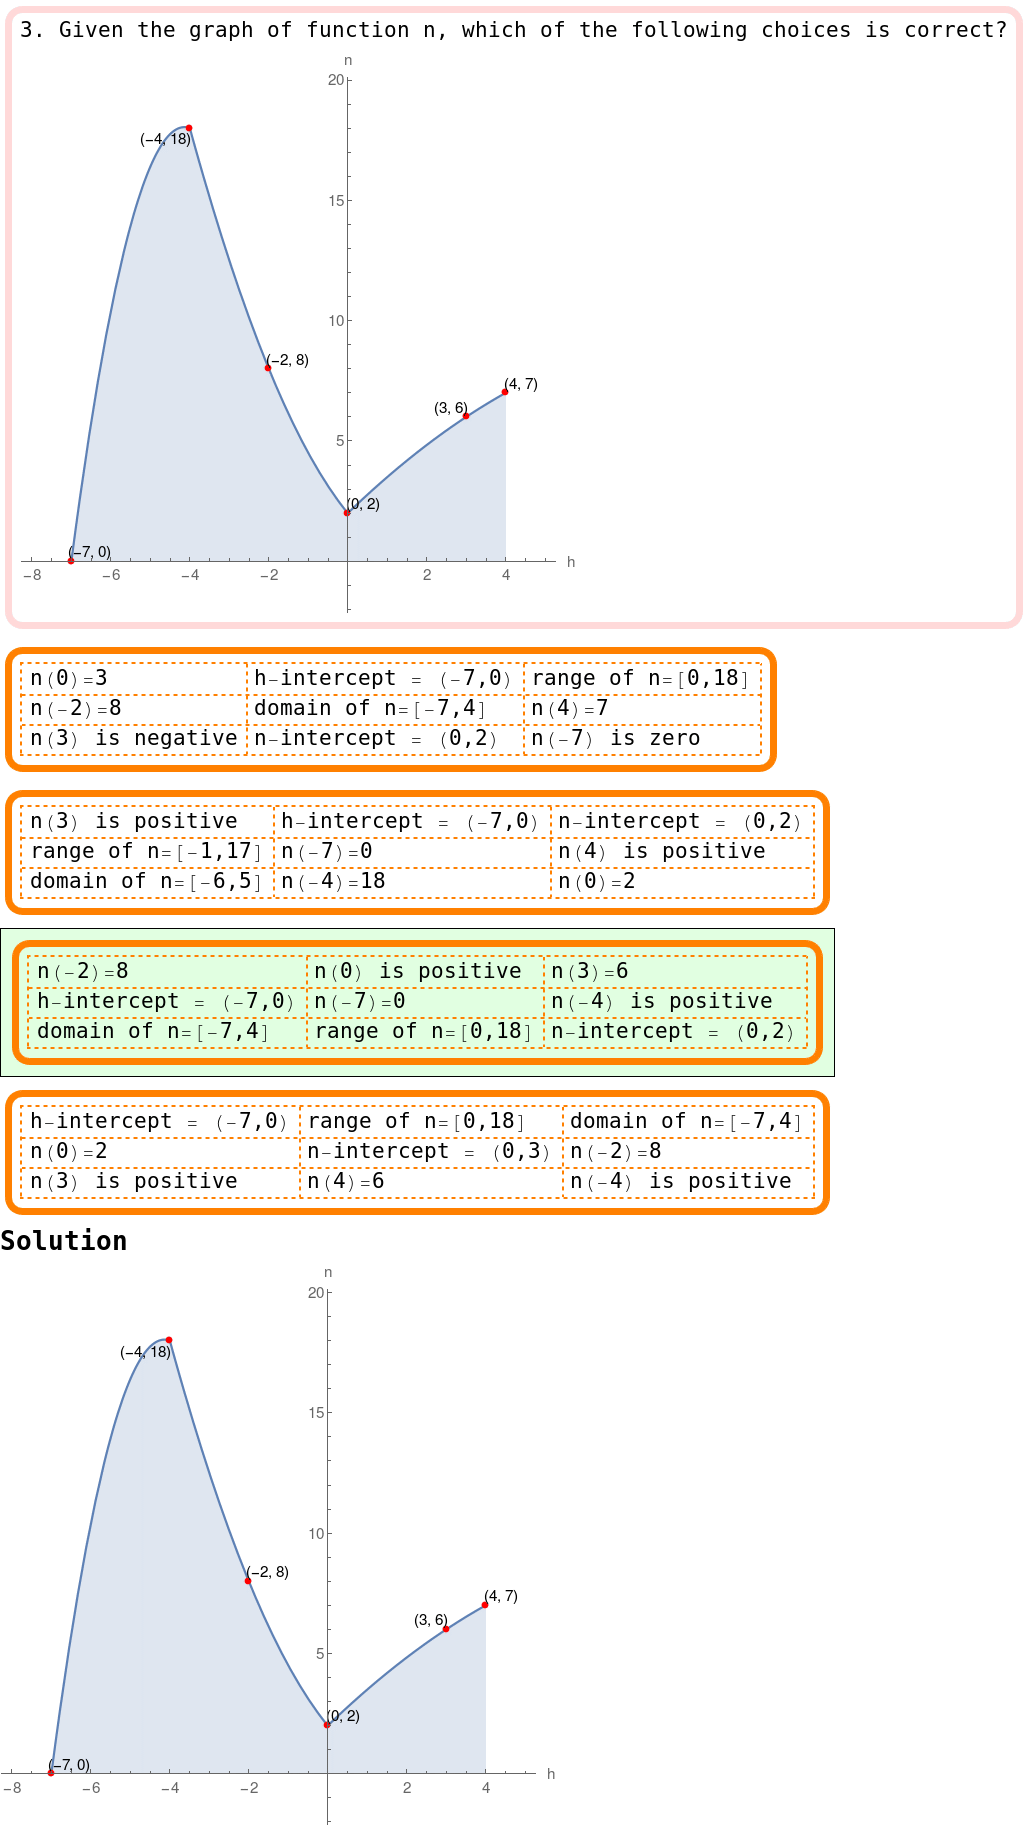 3. Given the graph of function n, which of the following choices is correct?
n
20
(−4, 18)
15
10
(−2, 8)
(4, 7)
(3, 6)
5
(0, 2)
(−7, 0)
−8 −6 −4 −2 2 4 h
n(0)=3 h-intercept = (-7,0) range of n=[0,18]
n(-2)=8 domain of n=[-7,4] n(4)=7
n(3) is negative n-intercept = (0,2) n(-7) is zero
n(3) is positive h-intercept = (-7,0) n-intercept = (0,2)
range of n=[-1,17] n(-7)=0 n(4) is positive
domain of n=[-6,5] n(-4)=18 n(0)=2
n(-2)=8 n(0) is positive n(3)=6
h-intercept = (-7,0) n(-7)=0 n(-4) is positive
domain of n=[-7,4] range of n=[0,18] n-intercept = (0,2)
h-intercept = (-7,0) range of n=[0,18] domain of n=[-7,4]
n(0)=2 n-intercept = (0,3) n(-2)=8
n(3) is positive n(4)=6 n(-4) is positive
Solution
n
20
(−4, 18)
15
10
(−2, 8)
(4, 7)
(3, 6)
5
(0, 2)
(−7, 0)
−8 −6 −4 −2 2 4 h